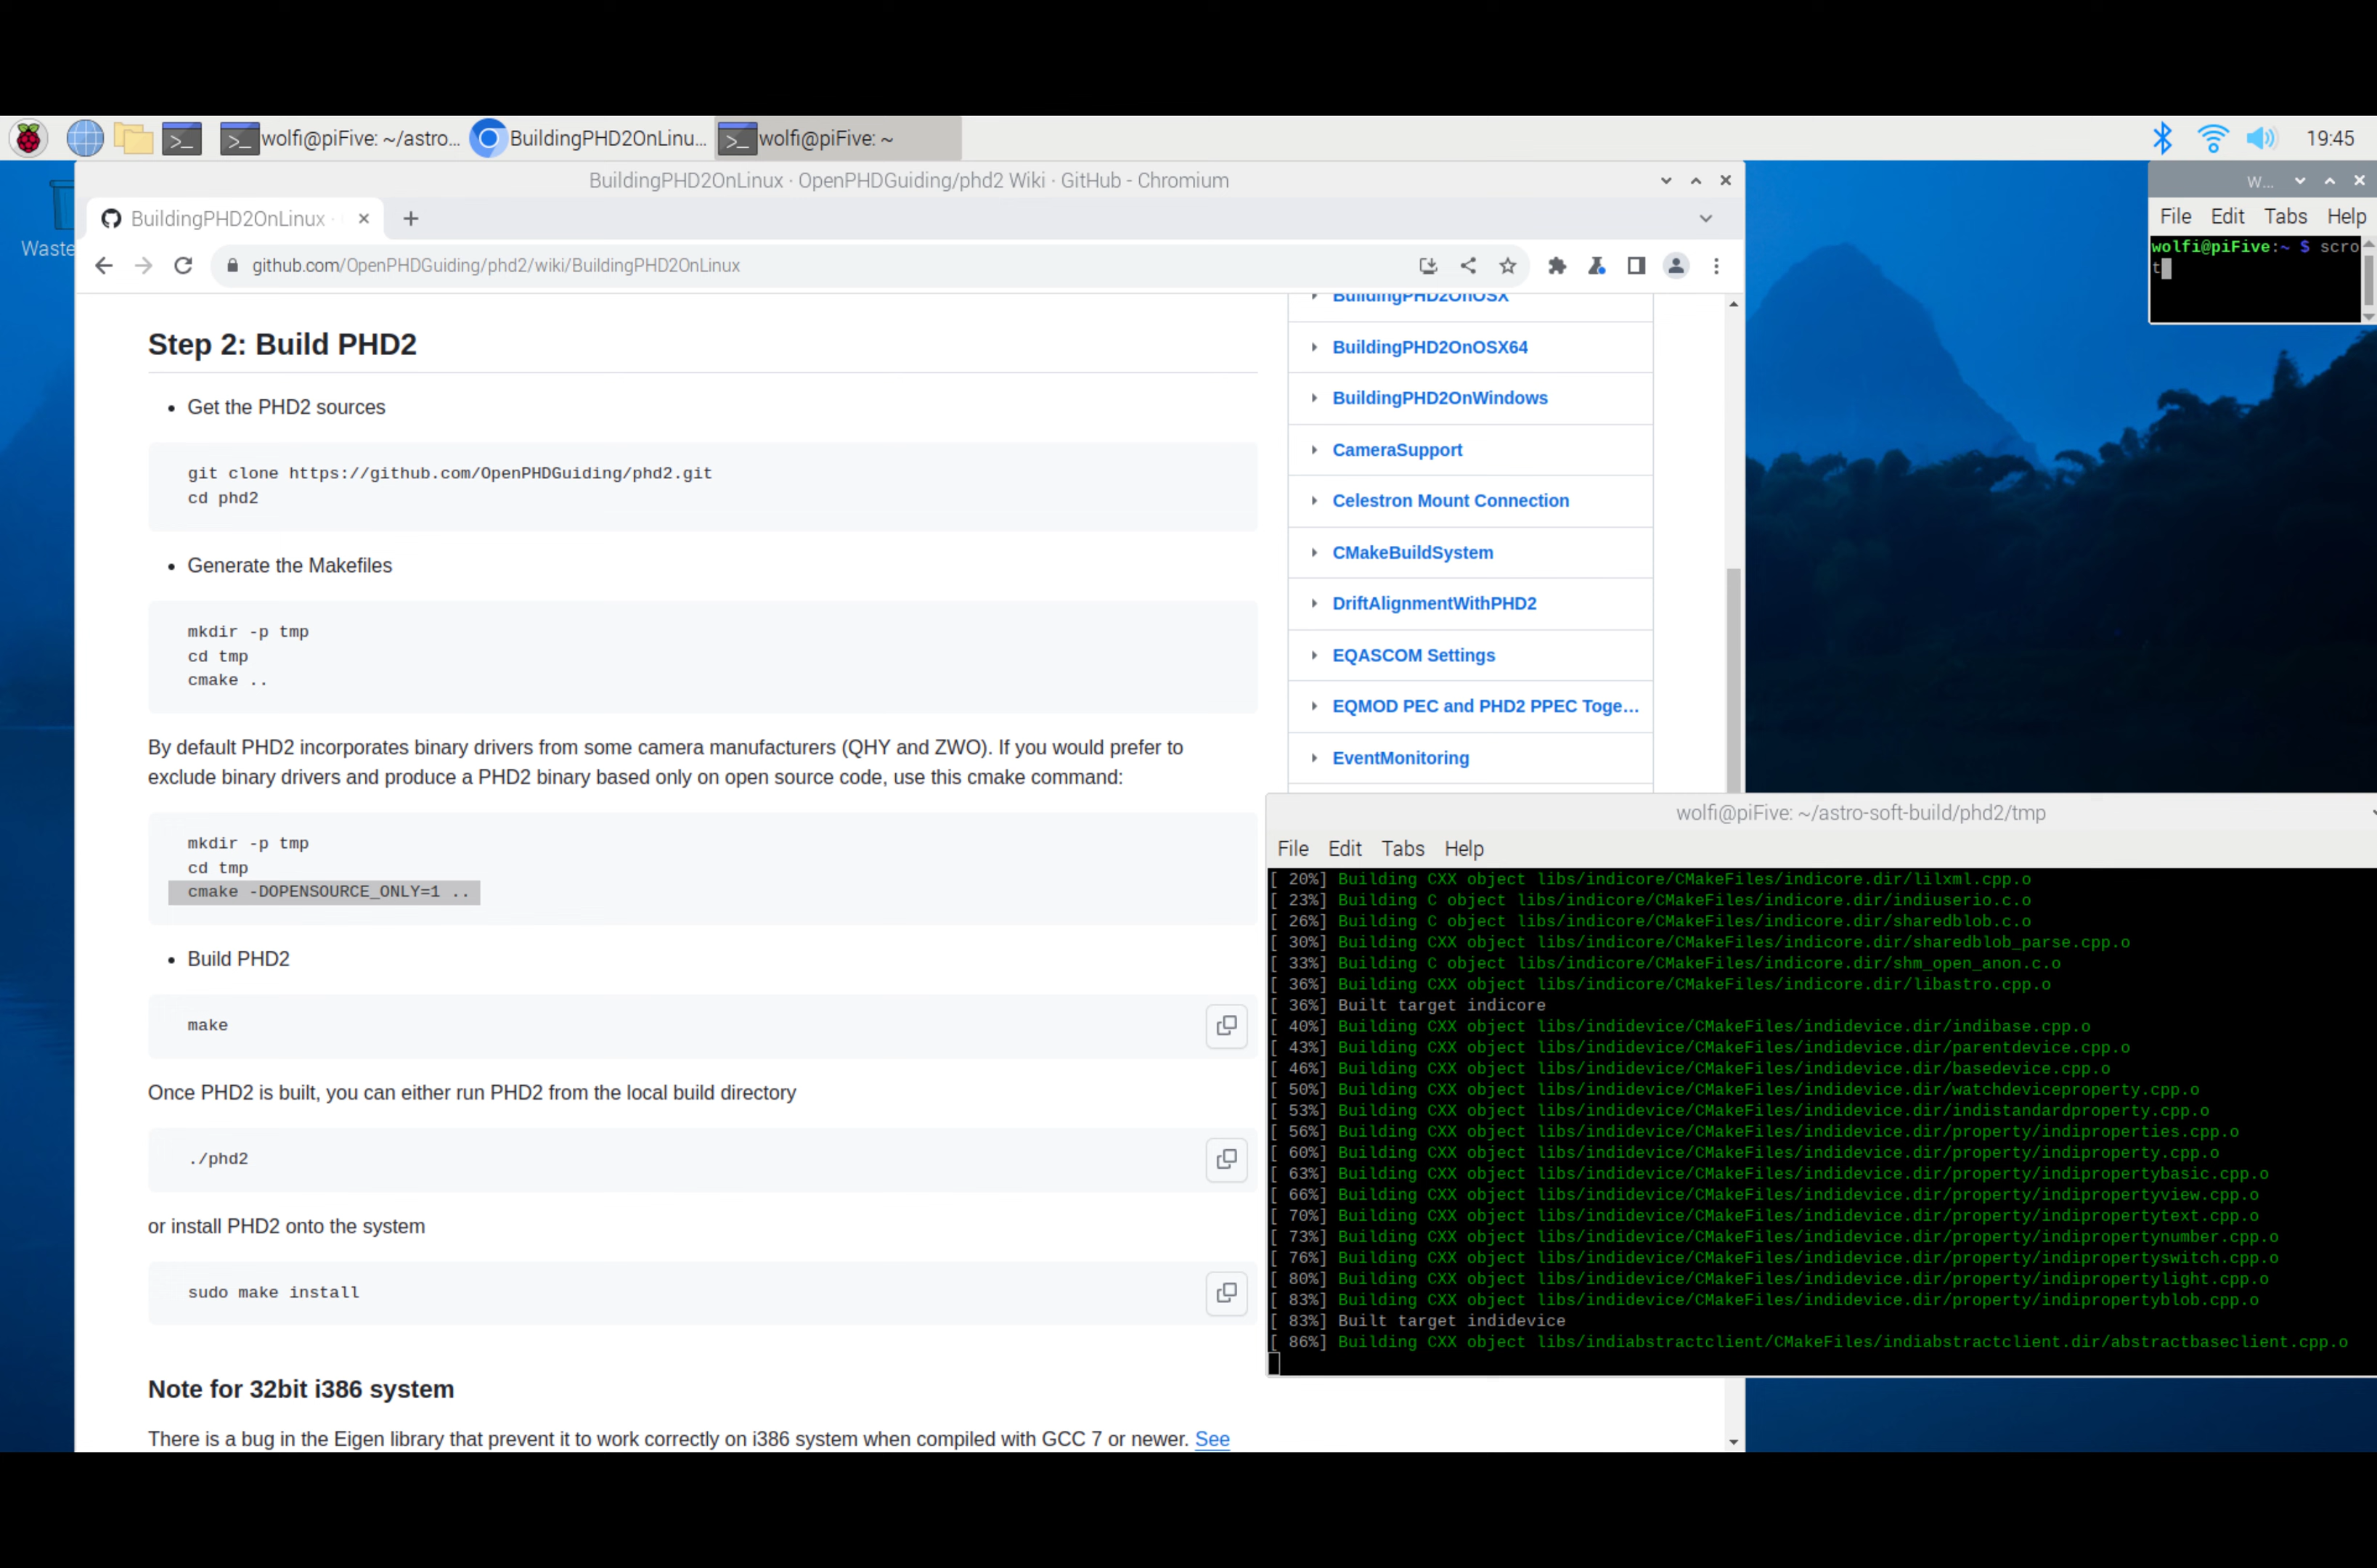 wolfi@piFive: ~/astro...
BuildingPHD2OnLinu...
wolfi@piFive: ~
19:45
Waste
BuildingPHD2OnLinux · OpenPHDGuiding/phd2 Wiki · GitHub - Chromium
BuildingPHD2OnLinux ·
github.com/OpenPHDGuiding/phd2/wiki/BuildingPHD2OnLinux
Step 2: Build PHD2
• Get the PHD2 sources
git clone https://github.com/OpenPHDGuiding/phd2.git
cd phd2
• Generate the Makefiles
mkdir -p tmp
cd tmp
cmake ..
By default PHD2 incorporates binary drivers from some camera manufacturers (QHY and ZWO). If you would prefer to
exclude binary drivers and produce a PHD2 binary based only on open source code, use this cmake command:
mkdir -p tmp
cd tmp
cmake -DOPENSOURCE_ONLY=1 ..
• Build PHD2
make
Once PHD2 is built, you can either run PHD2 from the local build directory
./phd2
or install PHD2 onto the system
sudo make install
Note for 32bit i386 system
There is a bug in the Eigen library that prevent it to work correctly on i386 system when compiled with GCC 7 or newer. See
BuildingPHD2OnOSX
BuildingPHD2OnOSX64
BuildingPHD2OnWindows
CameraSupport
Celestron Mount Connection
CMakeBuildSystem
DriftAlignmentWithPHD2
EQASCOM Settings
EQMOD PEC and PHD2 PPEC Toge...
EventMonitoring
w...
File Edit Tabs Help
wolfi@piFive:~ $ scro
t
wolfi@piFive: ~/astro-soft-build/phd2/tmp
File Edit Tabs Help
[ 20%] Building CXX object libs/indicore/CMakeFiles/indicore.dir/lilxml.cpp.o
[ 23%] Building C object libs/indicore/CMakeFiles/indicore.dir/indiuserio.c.o
[ 26%] Building C object libs/indicore/CMakeFiles/indicore.dir/sharedblob.c.o
[ 30%] Building CXX object libs/indicore/CMakeFiles/indicore.dir/sharedblob_parse.cpp.o
[ 33%] Building C object libs/indicore/CMakeFiles/indicore.dir/shm_open_anon.c.o
[ 36%] Building CXX object libs/indicore/CMakeFiles/indicore.dir/libastro.cpp.o
[ 36%] Built target indicore
[ 40%] Building CXX object libs/indidevice/CMakeFiles/indidevice.dir/indibase.cpp.o
[ 43%] Building CXX object libs/indidevice/CMakeFiles/indidevice.dir/parentdevice.cpp.o
[ 46%] Building CXX object libs/indidevice/CMakeFiles/indidevice.dir/basedevice.cpp.o
[ 50%] Building CXX object libs/indidevice/CMakeFiles/indidevice.dir/watchdeviceproperty.cpp.o
[ 53%] Building CXX object libs/indidevice/CMakeFiles/indidevice.dir/indistandardproperty.cpp.o
[ 56%] Building CXX object libs/indidevice/CMakeFiles/indidevice.dir/property/indiproperties.cpp.o
[ 60%] Building CXX object libs/indidevice/CMakeFiles/indidevice.dir/property/indiproperty.cpp.o
[ 63%] Building CXX object libs/indidevice/CMakeFiles/indidevice.dir/property/indipropertybasic.cpp.o
[ 66%] Building CXX object libs/indidevice/CMakeFiles/indidevice.dir/property/indipropertyview.cpp.o
[ 70%] Building CXX object libs/indidevice/CMakeFiles/indidevice.dir/property/indipropertytext.cpp.o
[ 73%] Building CXX object libs/indidevice/CMakeFiles/indidevice.dir/property/indipropertynumber.cpp.o
[ 76%] Building CXX object libs/indidevice/CMakeFiles/indidevice.dir/property/indipropertyswitch.cpp.o
[ 80%] Building CXX object libs/indidevice/CMakeFiles/indidevice.dir/property/indipropertylight.cpp.o
[ 83%] Building CXX object libs/indidevice/CMakeFiles/indidevice.dir/property/indipropertyblob.cpp.o
[ 83%] Built target indidevice
[ 86%] Building CXX object libs/indiabstractclient/CMakeFiles/indiabstractclient.dir/abstractbaseclient.cpp.o